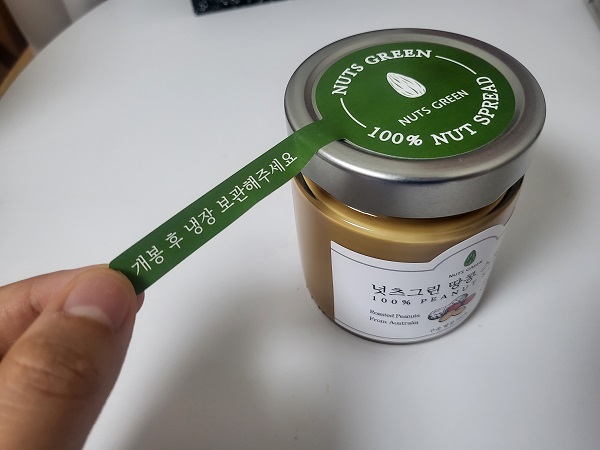 NUTS GREEN
NUTS GREEN
100% NUT SPREAD
개봉 후 냉장 보관해주세요
NUTS GREEN
넛츠그린 땅콩
100% PEANU
Roasted Peanuts
From Australia